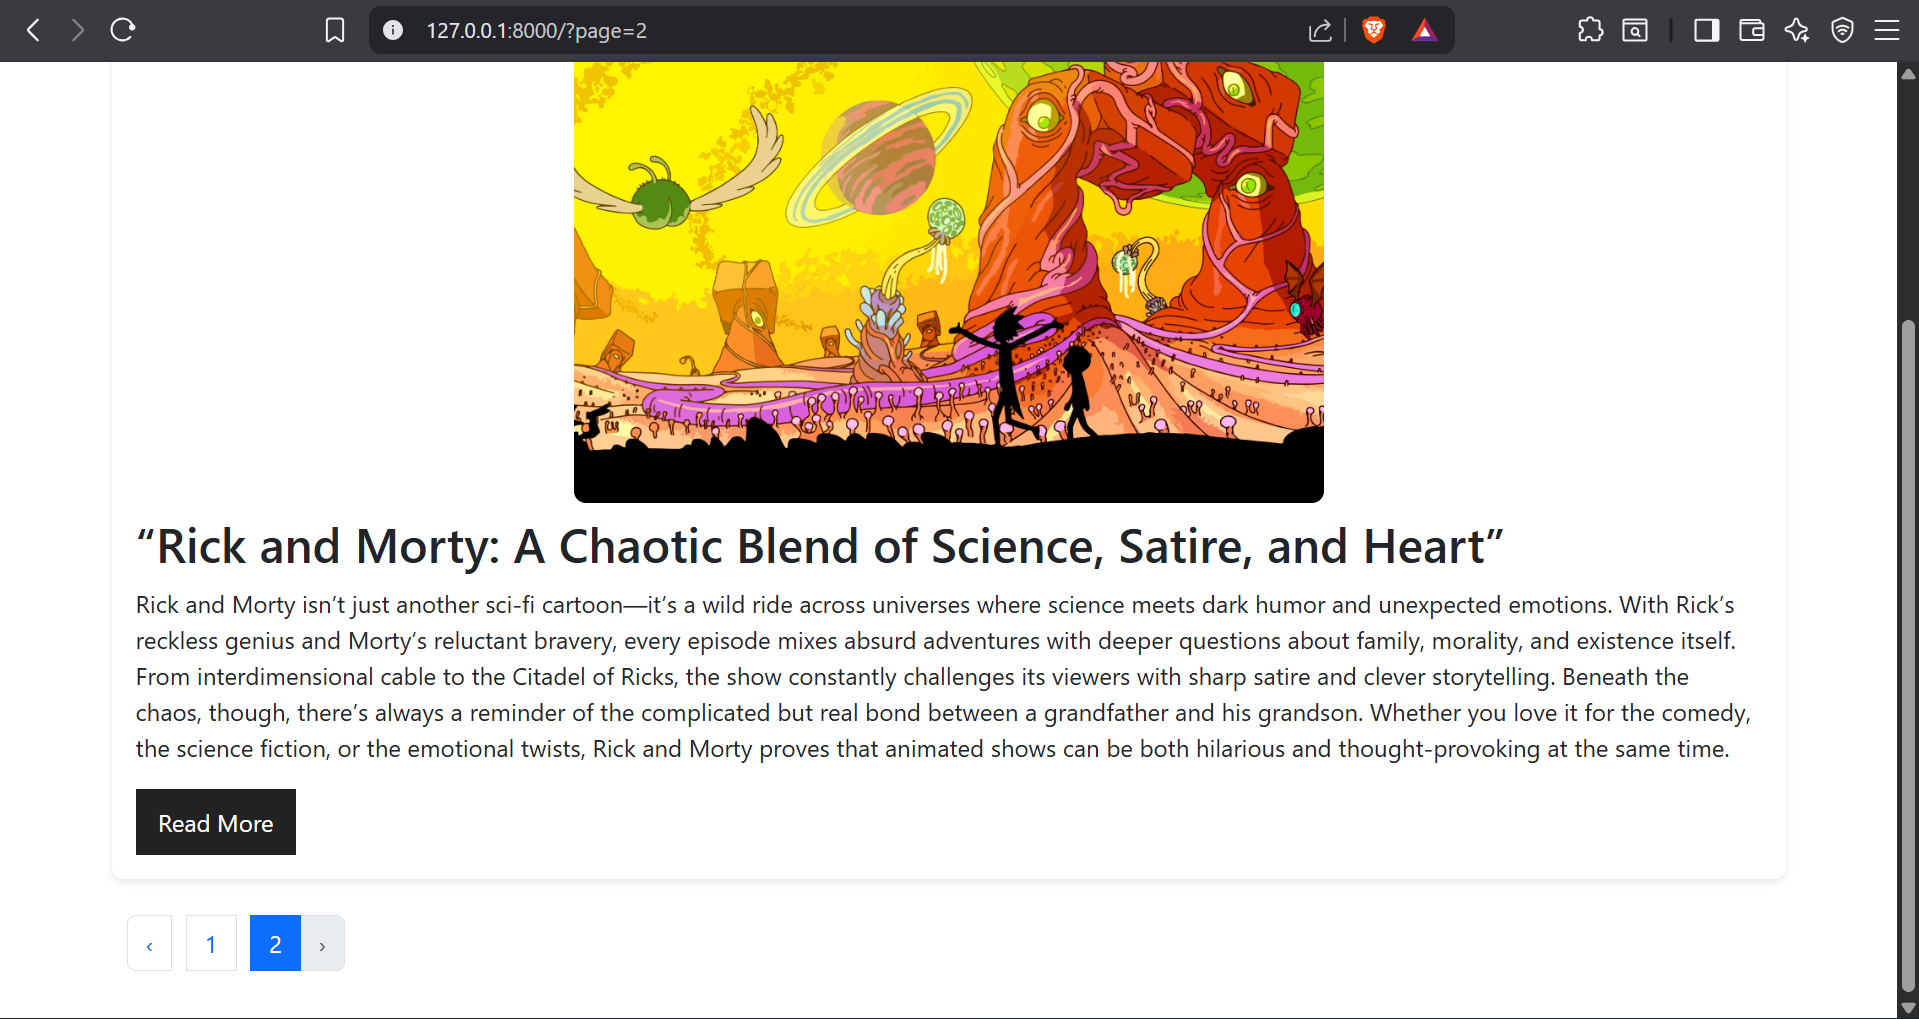 127.0.0.1:8000/?page=2
“Rick and Morty: A Chaotic Blend of Science, Satire, and Heart”
Rick and Morty isn’t just another sci-fi cartoon—it’s a wild ride across universes where science meets dark humor and unexpected emotions. With Rick’s
reckless genius and Morty’s reluctant bravery, every episode mixes absurd adventures with deeper questions about family, morality, and existence itself.
From interdimensional cable to the Citadel of Ricks, the show constantly challenges its viewers with sharp satire and clever storytelling. Beneath the
chaos, though, there’s always a reminder of the complicated but real bond between a grandfather and his grandson. Whether you love it for the comedy,
the science fiction, or the emotional twists, Rick and Morty proves that animated shows can be both hilarious and thought-provoking at the same time.
Read More
‹ 1 2 ›